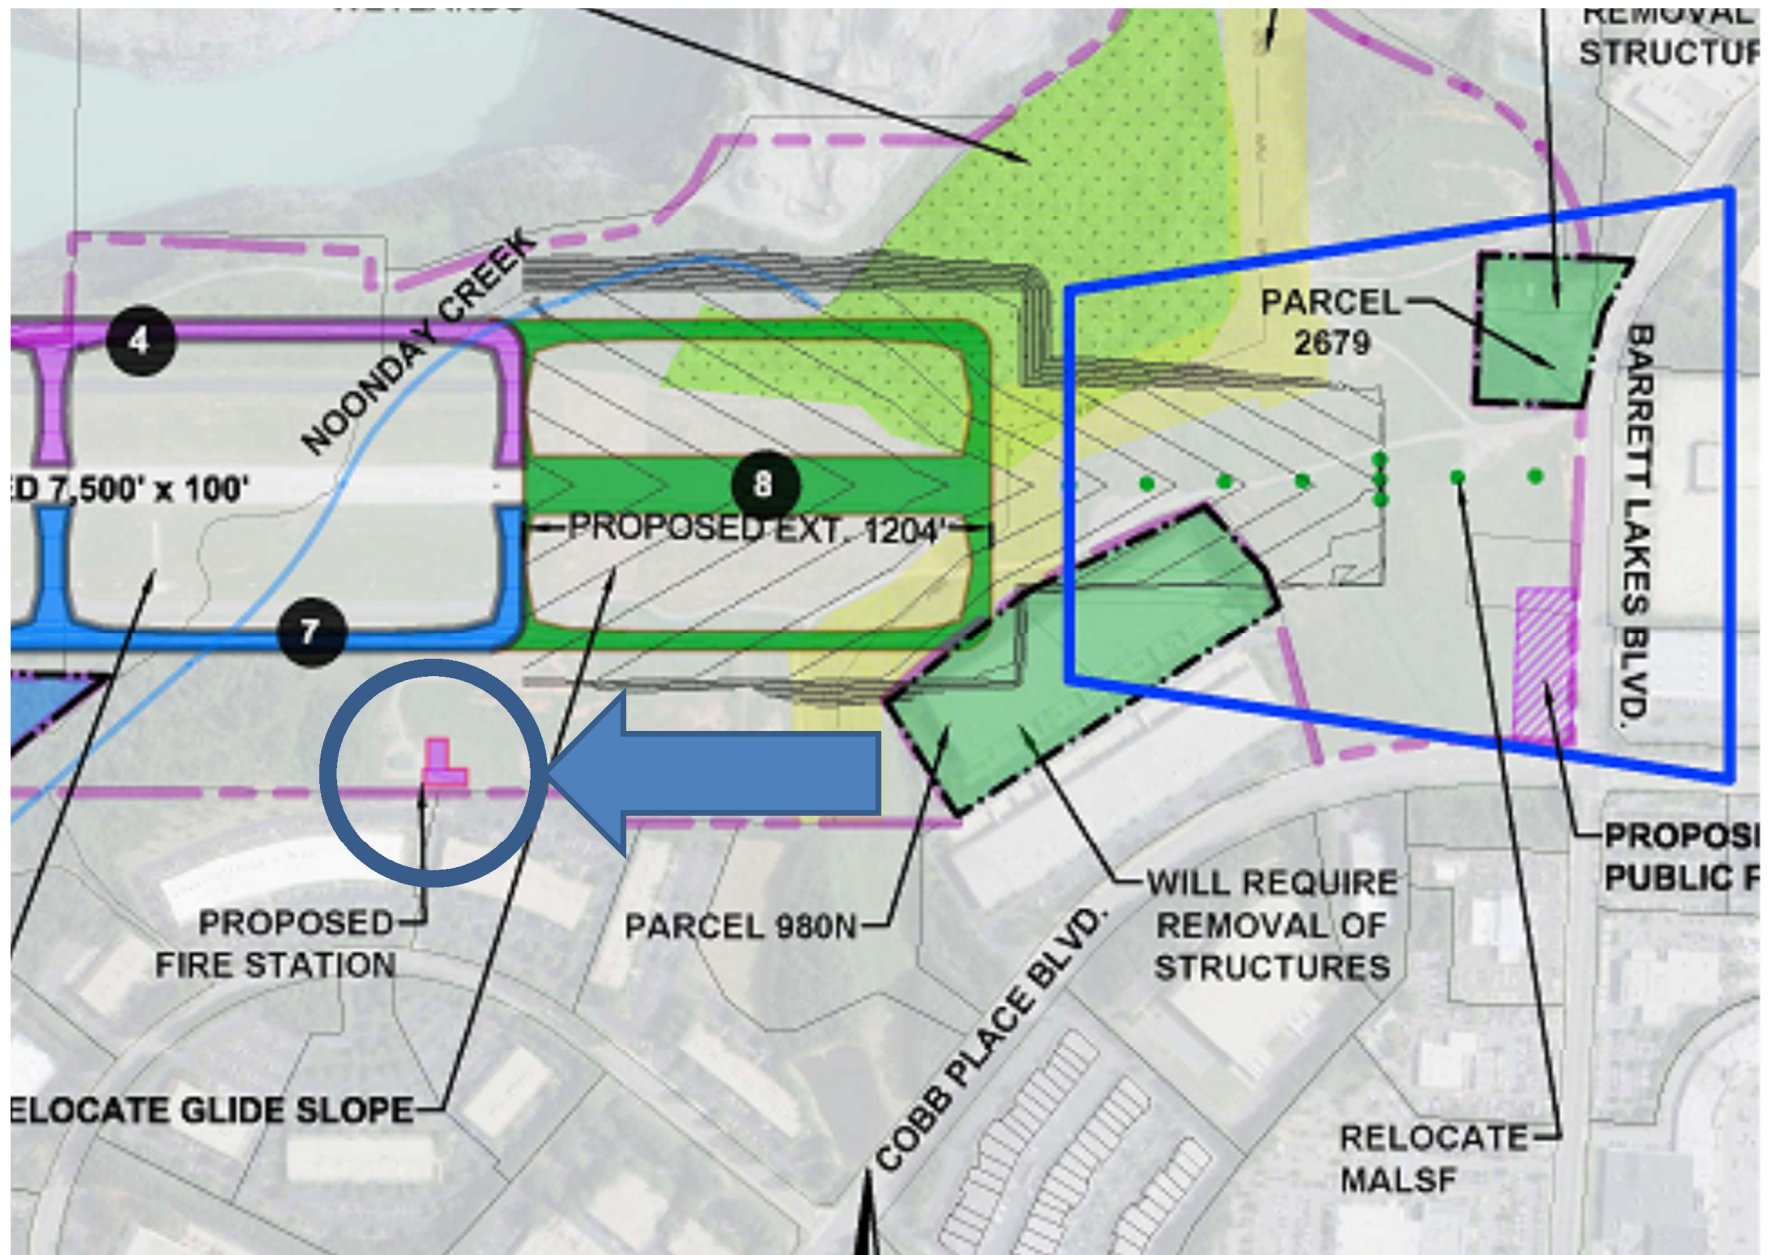 REMOVAL
STRUCTUR
NOONDAY CREEK
4
ED 7,500' x 100'
8
PROPOSED EXT. 1204'
7
PARCEL
2679
BARRETT LAKES BLVD.
PROPOSED
FIRE STATION
PARCEL 980N
WILL REQUIRE
REMOVAL OF
STRUCTURES
PROPOS
PUBLIC
COBB PLACE BLVD.
ELOCATE GLIDE SLOPE
RELOCATE
MALSF